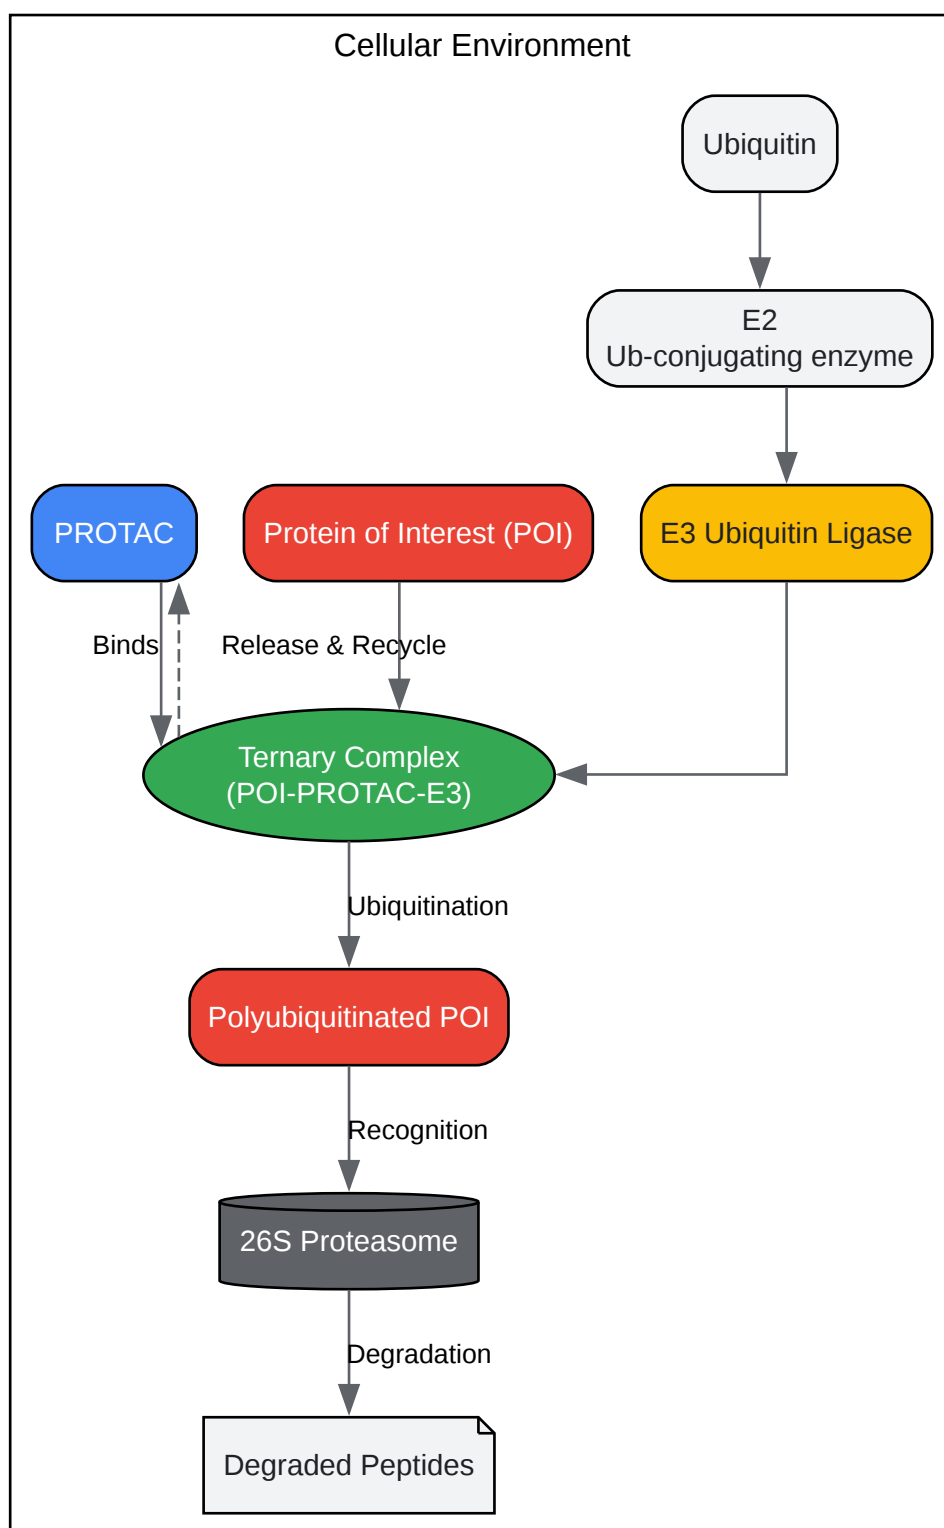 Cellular Environment
Ubiquitin
E2
Ub-conjugating enzyme
PROTAC
Protein of Interest (POI)
E3 Ubiquitin Ligase
Binds
Release & Recycle
Ternary Complex
(POI-PROTAC-E3)
Ubiquitination
Polyubiquitinated POI
Recognition
26S Proteasome
Degradation
Degraded Peptides